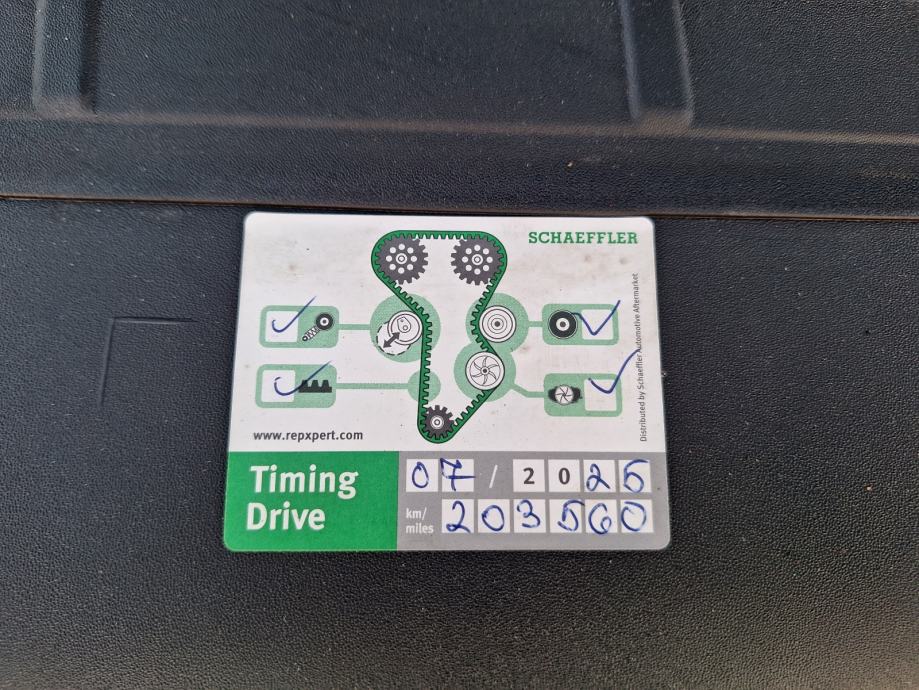 SCHAEFFLER
Distributed by Schaeffler Automotive Aftermarket
www.repxpert.com
Timing
Drive
07 / 2025
km/
miles
203560